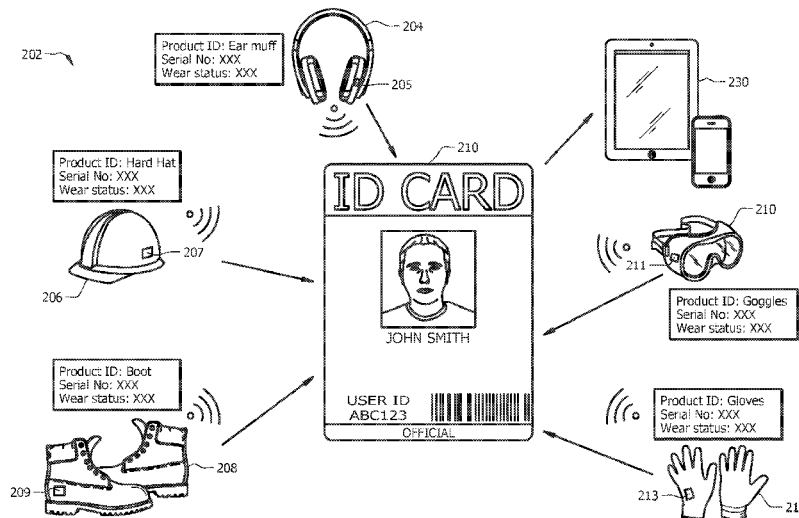 204
Product ID: Ear muff
Serial No: XXX
Wear status: XXX
202
205
230
210
ID CARD
Product ID: Hard Hat
Serial No: XXX
Wear status: XXX
207
206
210
211
Product ID: Goggles
Serial No: XXX
Wear status: XXX
JOHN SMITH
Product ID: Boot
Serial No: XXX
Wear status: XXX
USER ID
ABC123
OFFICIAL
Product ID: Gloves
Serial No: XXX
Wear status: XXX
208
209
213